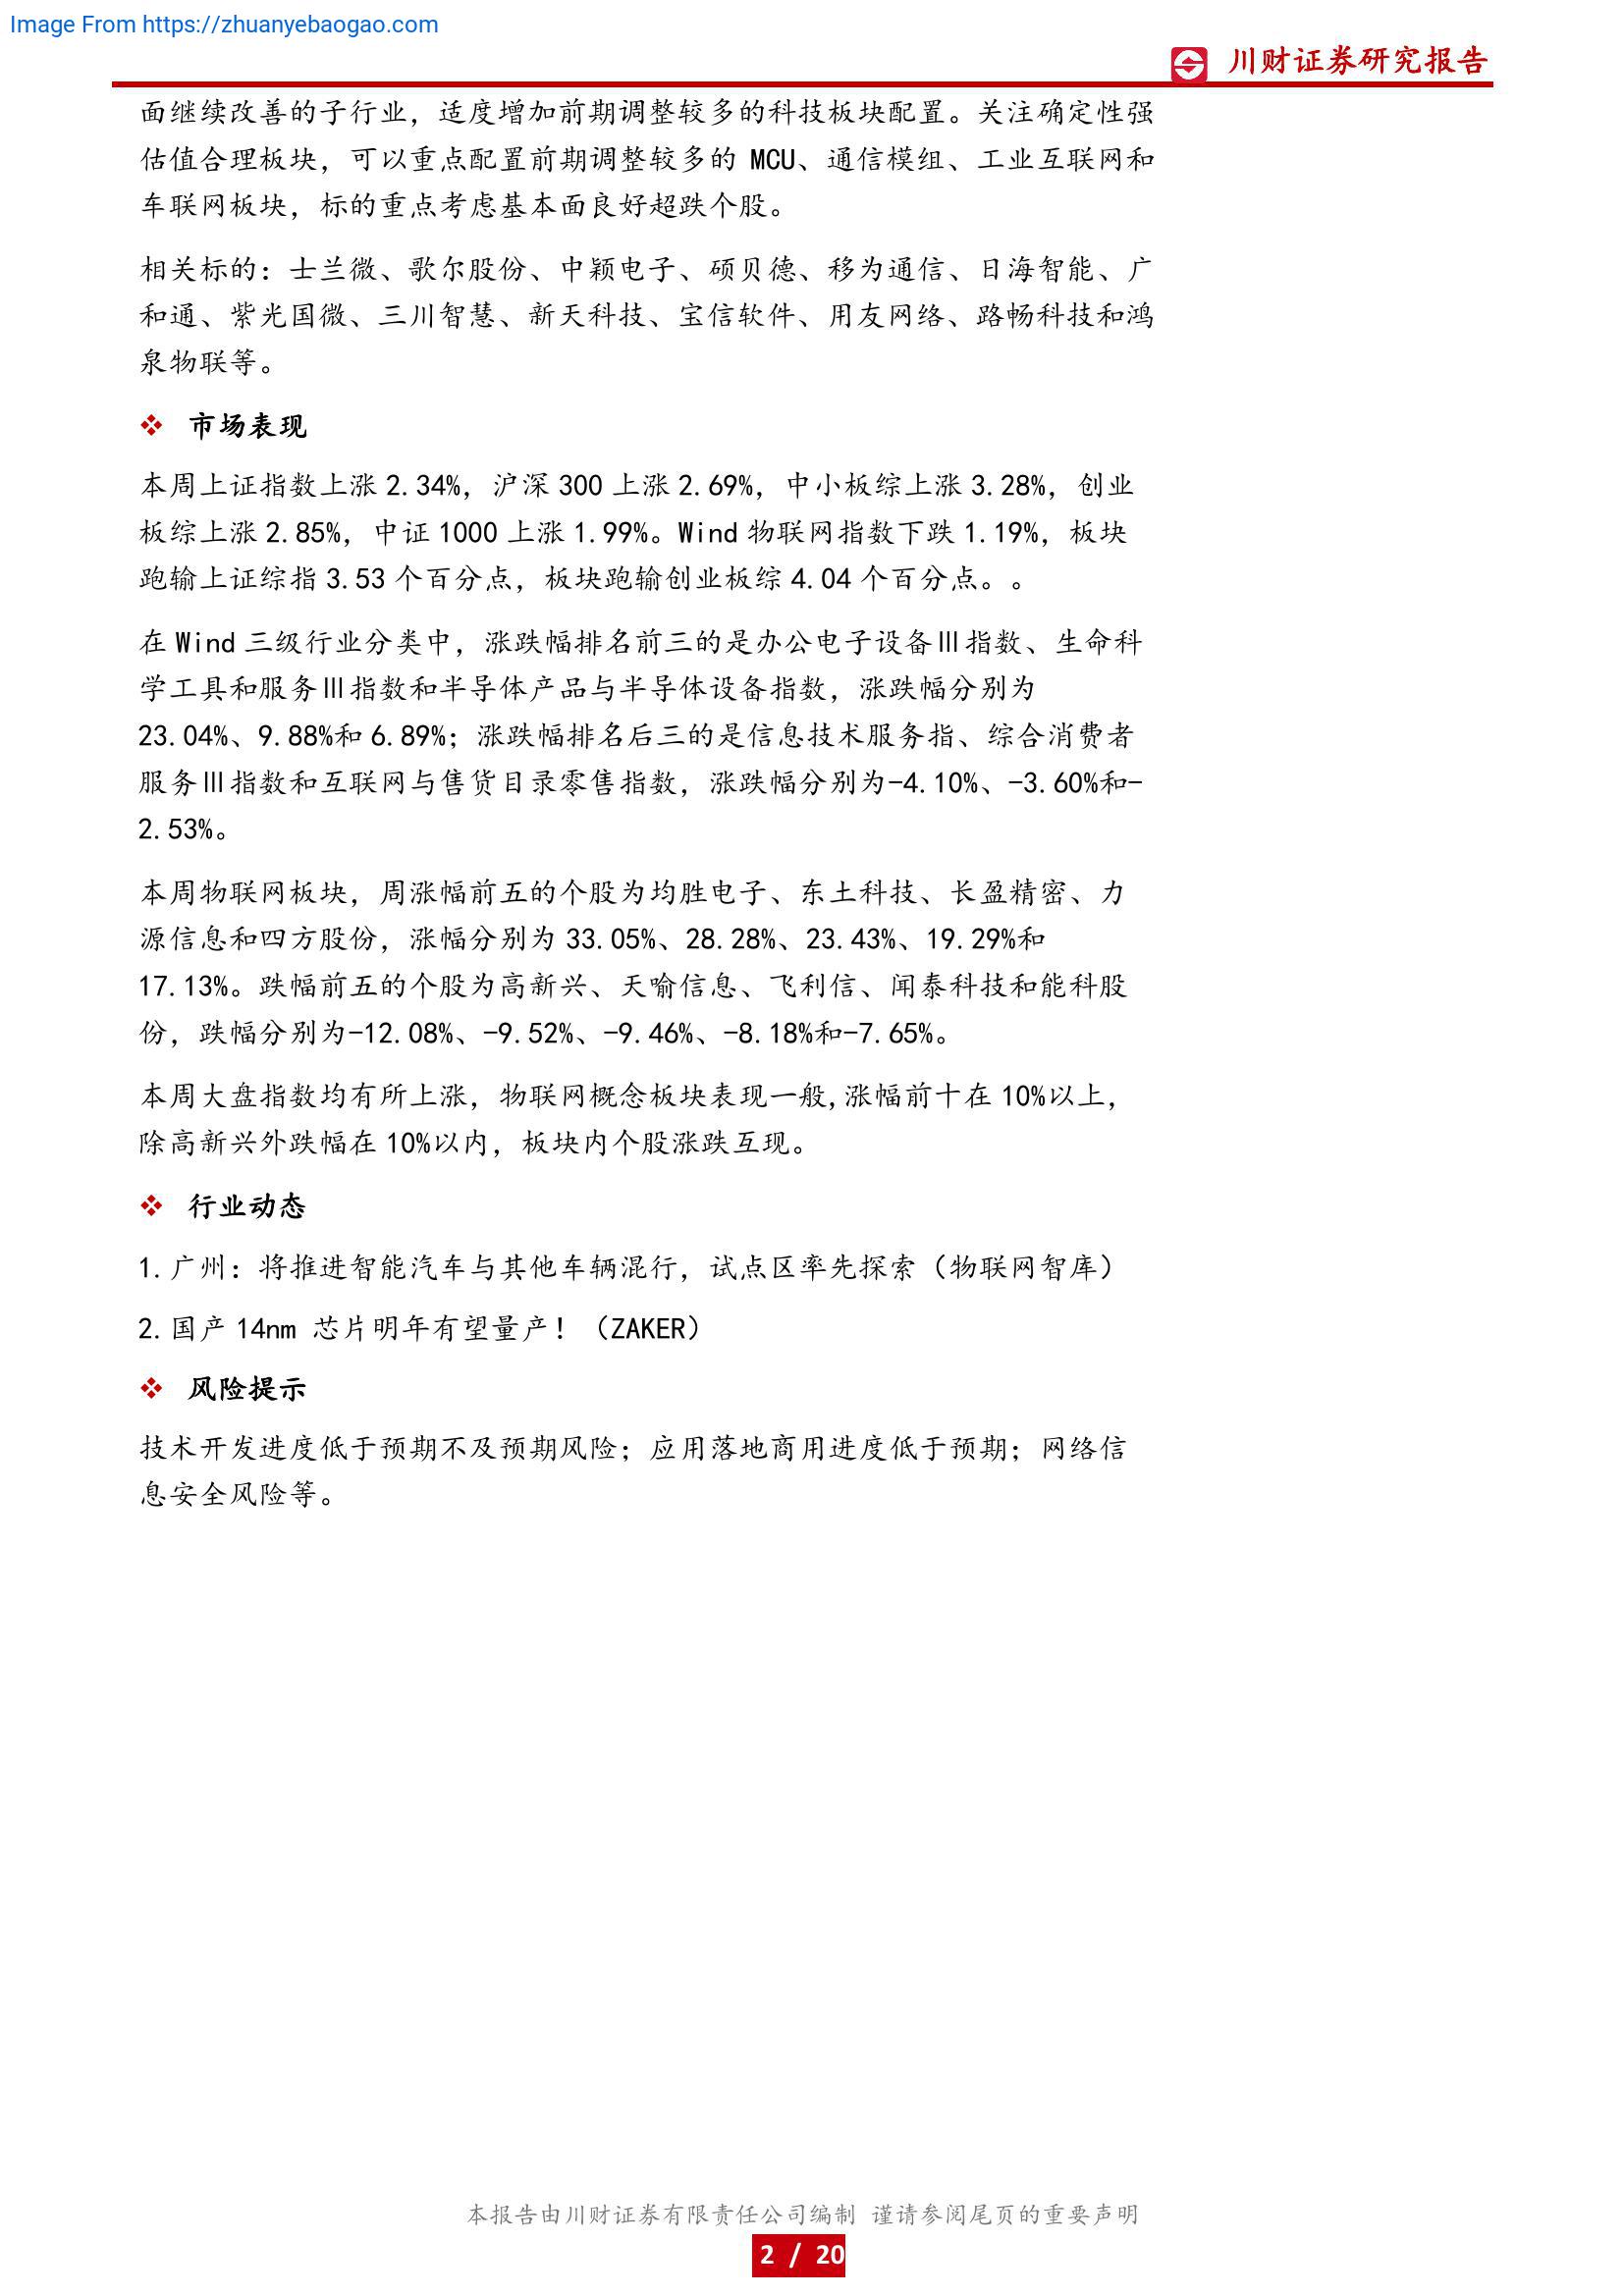 Image From https://zhuanyebaogao.com
川财证券研究报告
面继续改善的子行业，适度增加前期调整较多的科技板块配置。关注确定性强
估值合理板块，可以重点配置前期调整较多的 MCU、通信模组、工业互联网和
车联网板块，标的重点考虑基本面良好超跌个股。
相关标的：士兰微、歌尔股份、中颖电子、硕贝德、移为通信、日海智能、广
和通、紫光国微、三川智慧、新天科技、宝信软件、用友网络、路畅科技和鸿
泉物联等。
❖ 市场表现
本周上证指数上涨 2.34%，沪深 300 上涨 2.69%，中小板综上涨 3.28%，创业
板综上涨 2.85%，中证 1000 上涨 1.99%。Wind 物联网指数下跌 1.19%，板块
跑输上证综指 3.53 个百分点，板块跑输创业板综 4.04 个百分点。。
在 Wind 三级行业分类中，涨跌幅排名前三的是办公电子设备Ⅲ指数、生命科
学工具和服务Ⅲ指数和半导体产品与半导体设备指数，涨跌幅分别为
23.04%、9.88%和 6.89%；涨跌幅排名后三的是信息技术服务指、综合消费者
服务Ⅲ指数和互联网与售货目录零售指数，涨跌幅分别为-4.10%、-3.60%和-
2.53%。
本周物联网板块，周涨幅前五的个股为均胜电子、东土科技、长盈精密、力
源信息和四方股份，涨幅分别为 33.05%、28.28%、23.43%、19.29%和
17.13%。跌幅前五的个股为高新兴、天喻信息、飞利信、闻泰科技和能科股
份，跌幅分别为-12.08%、-9.52%、-9.46%、-8.18%和-7.65%。
本周大盘指数均有所上涨，物联网概念板块表现一般,涨幅前十在 10%以上，
除高新兴外跌幅在 10%以内，板块内个股涨跌互现。
❖ 行业动态
1.广州：将推进智能汽车与其他车辆混行，试点区率先探索（物联网智库）
2.国产 14nm 芯片明年有望量产！（ZAKER）
❖ 风险提示
技术开发进度低于预期不及预期风险；应用落地商用进度低于预期；网络信
息安全风险等。
本报告由川财证券有限责任公司编制 谨请参阅尾页的重要声明
2 / 20